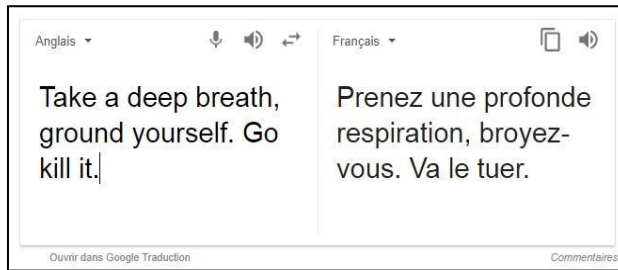 Anglais
Français
Take a deep breath,
ground yourself. Go
kill it.
Prenez une profonde
respiration, broyez-
vous. Va le tuer.
Ouvrir dans Google Traduction
Commentaires